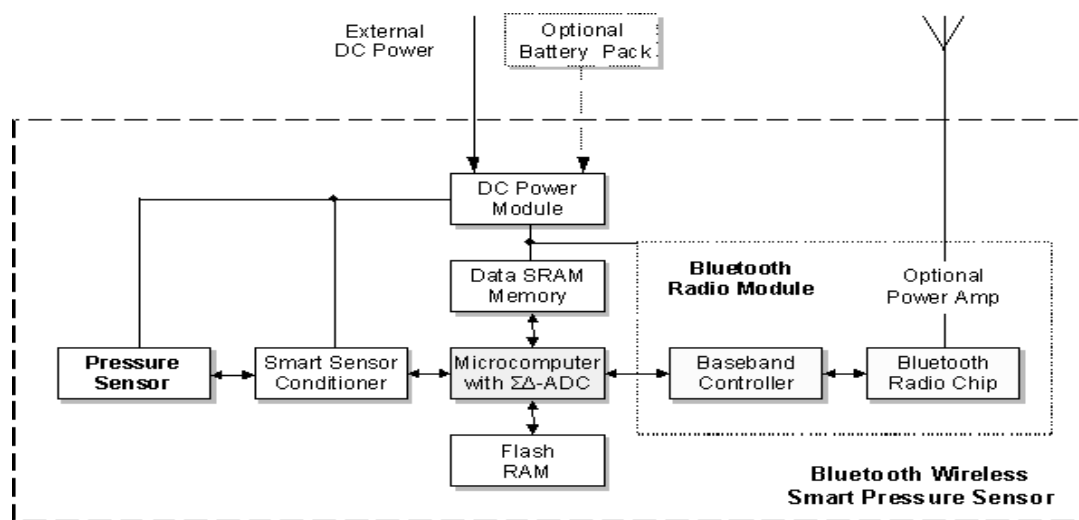 External
DC Power
Optional
Battery Pack
DC Power
Module
Data SRAM
Memory
Bluetooth
Radio Module
Optional
Power Amp
Pressure
Sensor
Smart Sensor
Conditioner
Microcomputer
with ΣΔ-ADC
Baseband
Controller
Bluetooth
Radio Chip
Flash
RAM
Bluetooth Wireless
Smart Pressure Sensor